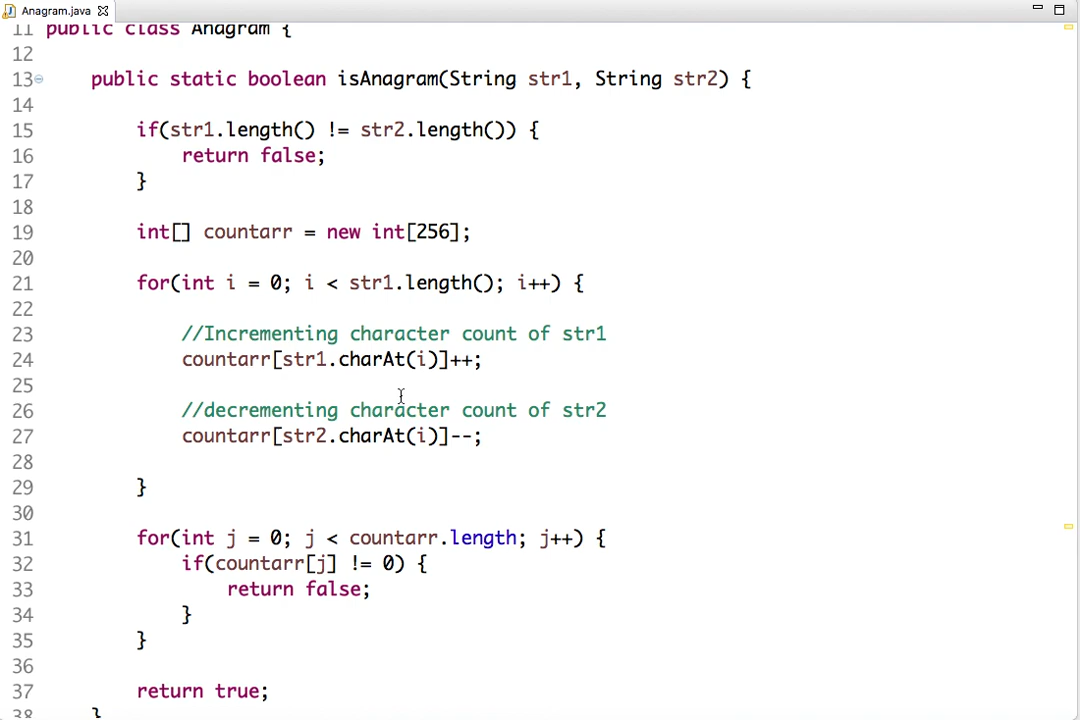 Anagram.java
11 public class Anagram {
12
13 public static boolean isAnagram(String str1, String str2) {
14
15 if(str1.length() != str2.length()) {
16 return false;
17 }
18
19 int[] countarr = new int[256];
20
21 for(int i = 0; i < str1.length(); i++) {
22
23 //Incrementing character count of str1
24 countarr[str1.charAt(i)]++;
25
26 //decrementing character count of str2
27 countarr[str2.charAt(i)]--;
28
29 }
30
31 for(int j = 0; j < countarr.length; j++) {
32 if(countarr[j] != 0) {
33 return false;
34 }
35 }
36
37 return true;
38 }